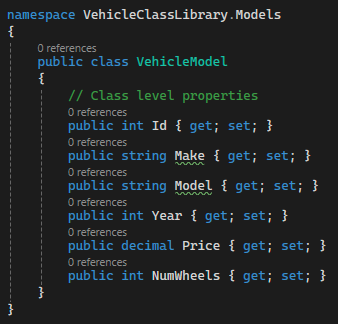 namespace VehicleClassLibrary.Models
{
0 references
public class VehicleModel
{
// Class level properties
0 references
public int Id { get; set; }
0 references
public string Make { get; set; }
0 references
public string Model { get; set; }
0 references
public int Year { get; set; }
0 references
public decimal Price { get; set; }
0 references
public int NumWheels { get; set; }
}
}